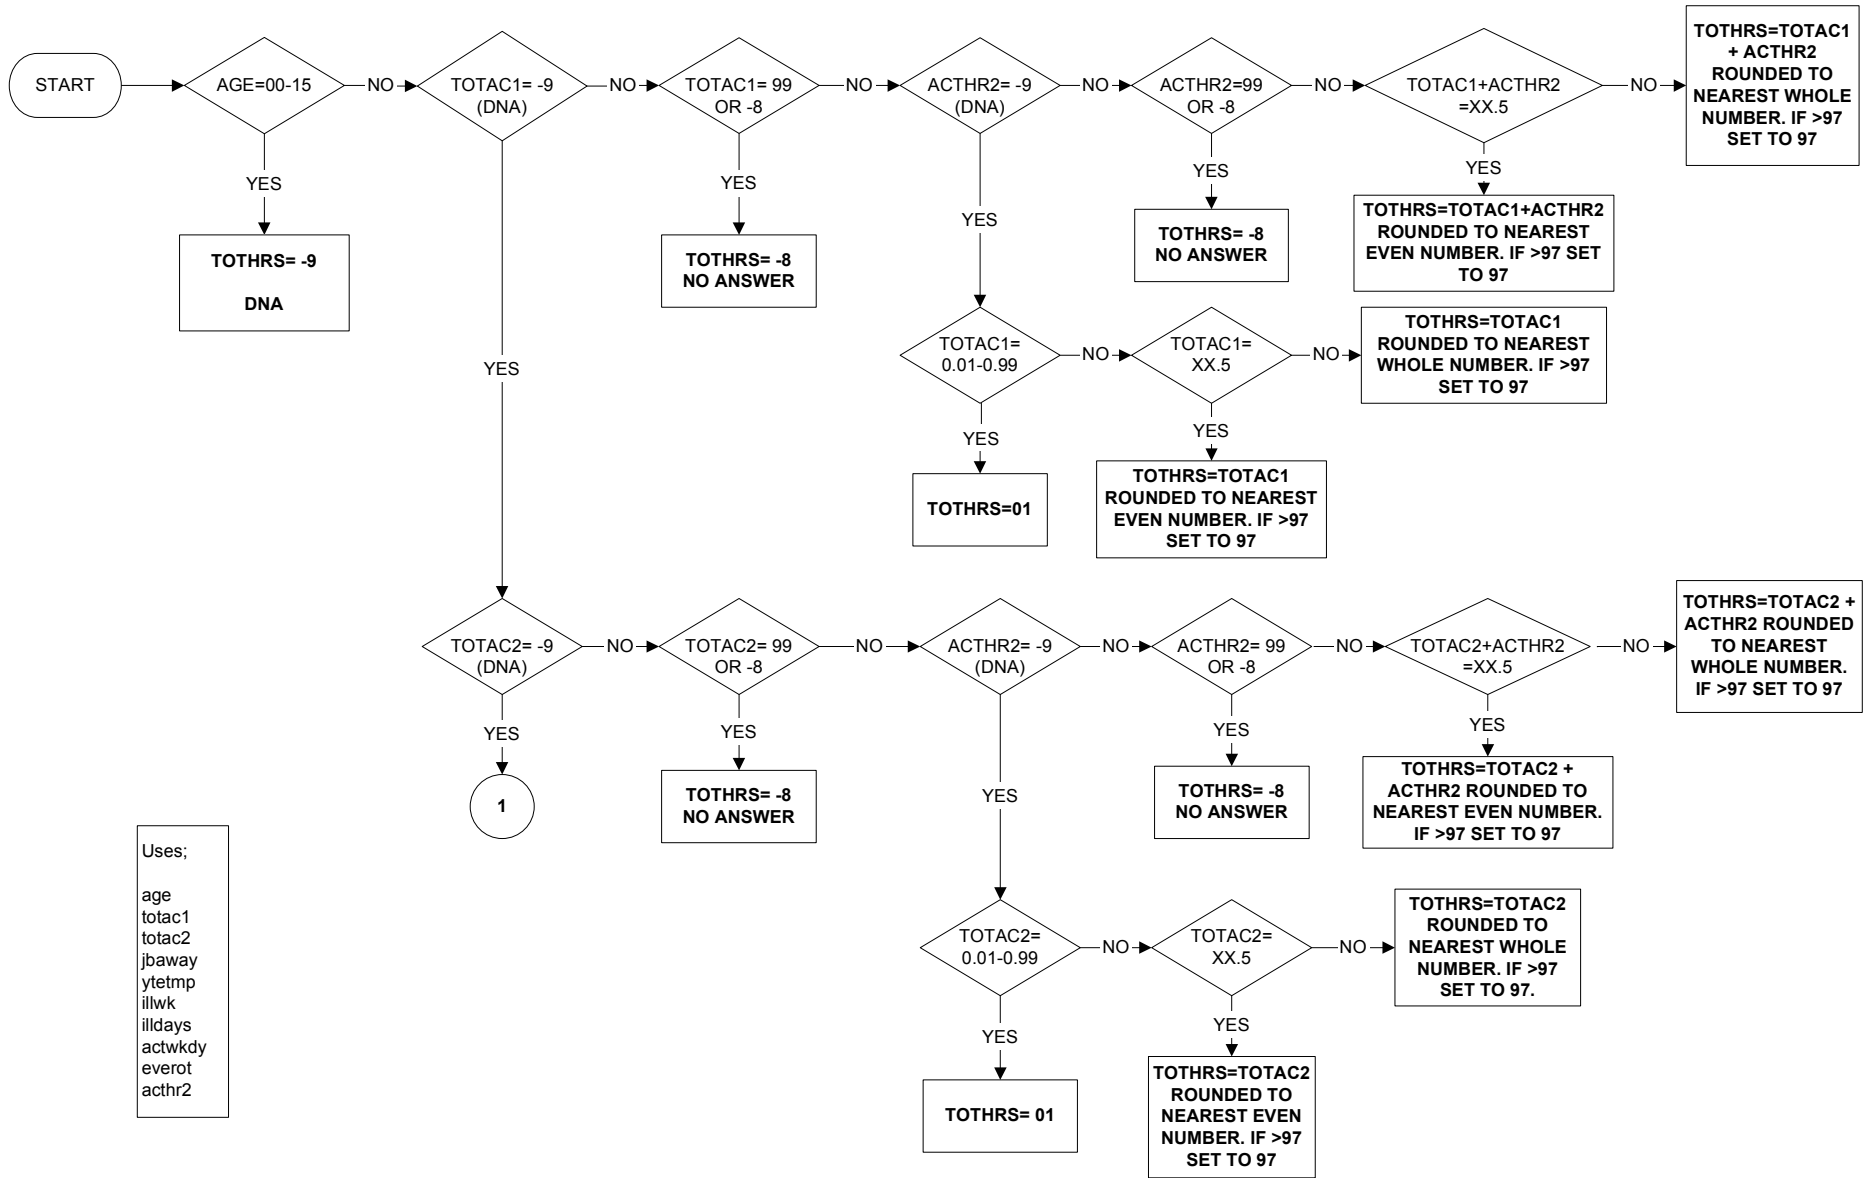 START
AGE=00-15
NO
TOTAC1= -9
(DNA)
NO
TOTAC1= 99
OR -8
NO
ACTHR2= -9
(DNA)
NO
ACTHR2=99
OR -8
NO
TOTAC1+ACTHR2
=XX.5
NO
TOTHRS=TOTAC1
+ ACTHR2
ROUNDED TO
NEAREST WHOLE
NUMBER. IF >97
SET TO 97
YES
YES
YES
YES
YES
YES
TOTHRS= -9
DNA
TOTHRS= -8
NO ANSWER
TOTHRS= -8
NO ANSWER
TOTHRS=TOTAC1+ACTHR2
ROUNDED TO NEAREST
EVEN NUMBER. IF >97 SET
TO 97
TOTAC1=
0.01-0.99
NO
TOTAC1=
XX.5
NO
TOTHRS=TOTAC1
ROUNDED TO NEAREST
WHOLE NUMBER. IF >97
SET TO 97
YES
YES
TOTHRS=01
TOTHRS=TOTAC1
ROUNDED TO NEAREST
EVEN NUMBER. IF >97
SET TO 97
TOTAC2= -9
(DNA)
NO
TOTAC2= 99
OR -8
NO
ACTHR2= -9
(DNA)
NO
ACTHR2= 99
OR -8
NO
TOTAC2+ACTHR2
=XX.5
NO
TOTHRS=TOTAC2 +
ACTHR2 ROUNDED
TO NEAREST
WHOLE NUMBER.
IF >97 SET TO 97
YES
YES
YES
YES
YES
1
TOTHRS= -8
NO ANSWER
TOTHRS= -8
NO ANSWER
TOTHRS=TOTAC2 +
ACTHR2 ROUNDED TO
NEAREST EVEN NUMBER.
IF >97 SET TO 97
Uses;
age
totac1
totac2
jbaway
ytetmp
illwk
illdays
actwkdy
everot
acthr2
TOTAC2=
0.01-0.99
NO
TOTAC2=
XX.5
NO
TOTHRS=TOTAC2
ROUNDED TO
NEAREST WHOLE
NUMBER. IF >97
SET TO 97.
YES
YES
TOTHRS= 01
TOTHRS=TOTAC2
ROUNDED TO
NEAREST EVEN
NUMBER. IF >97
SET TO 97